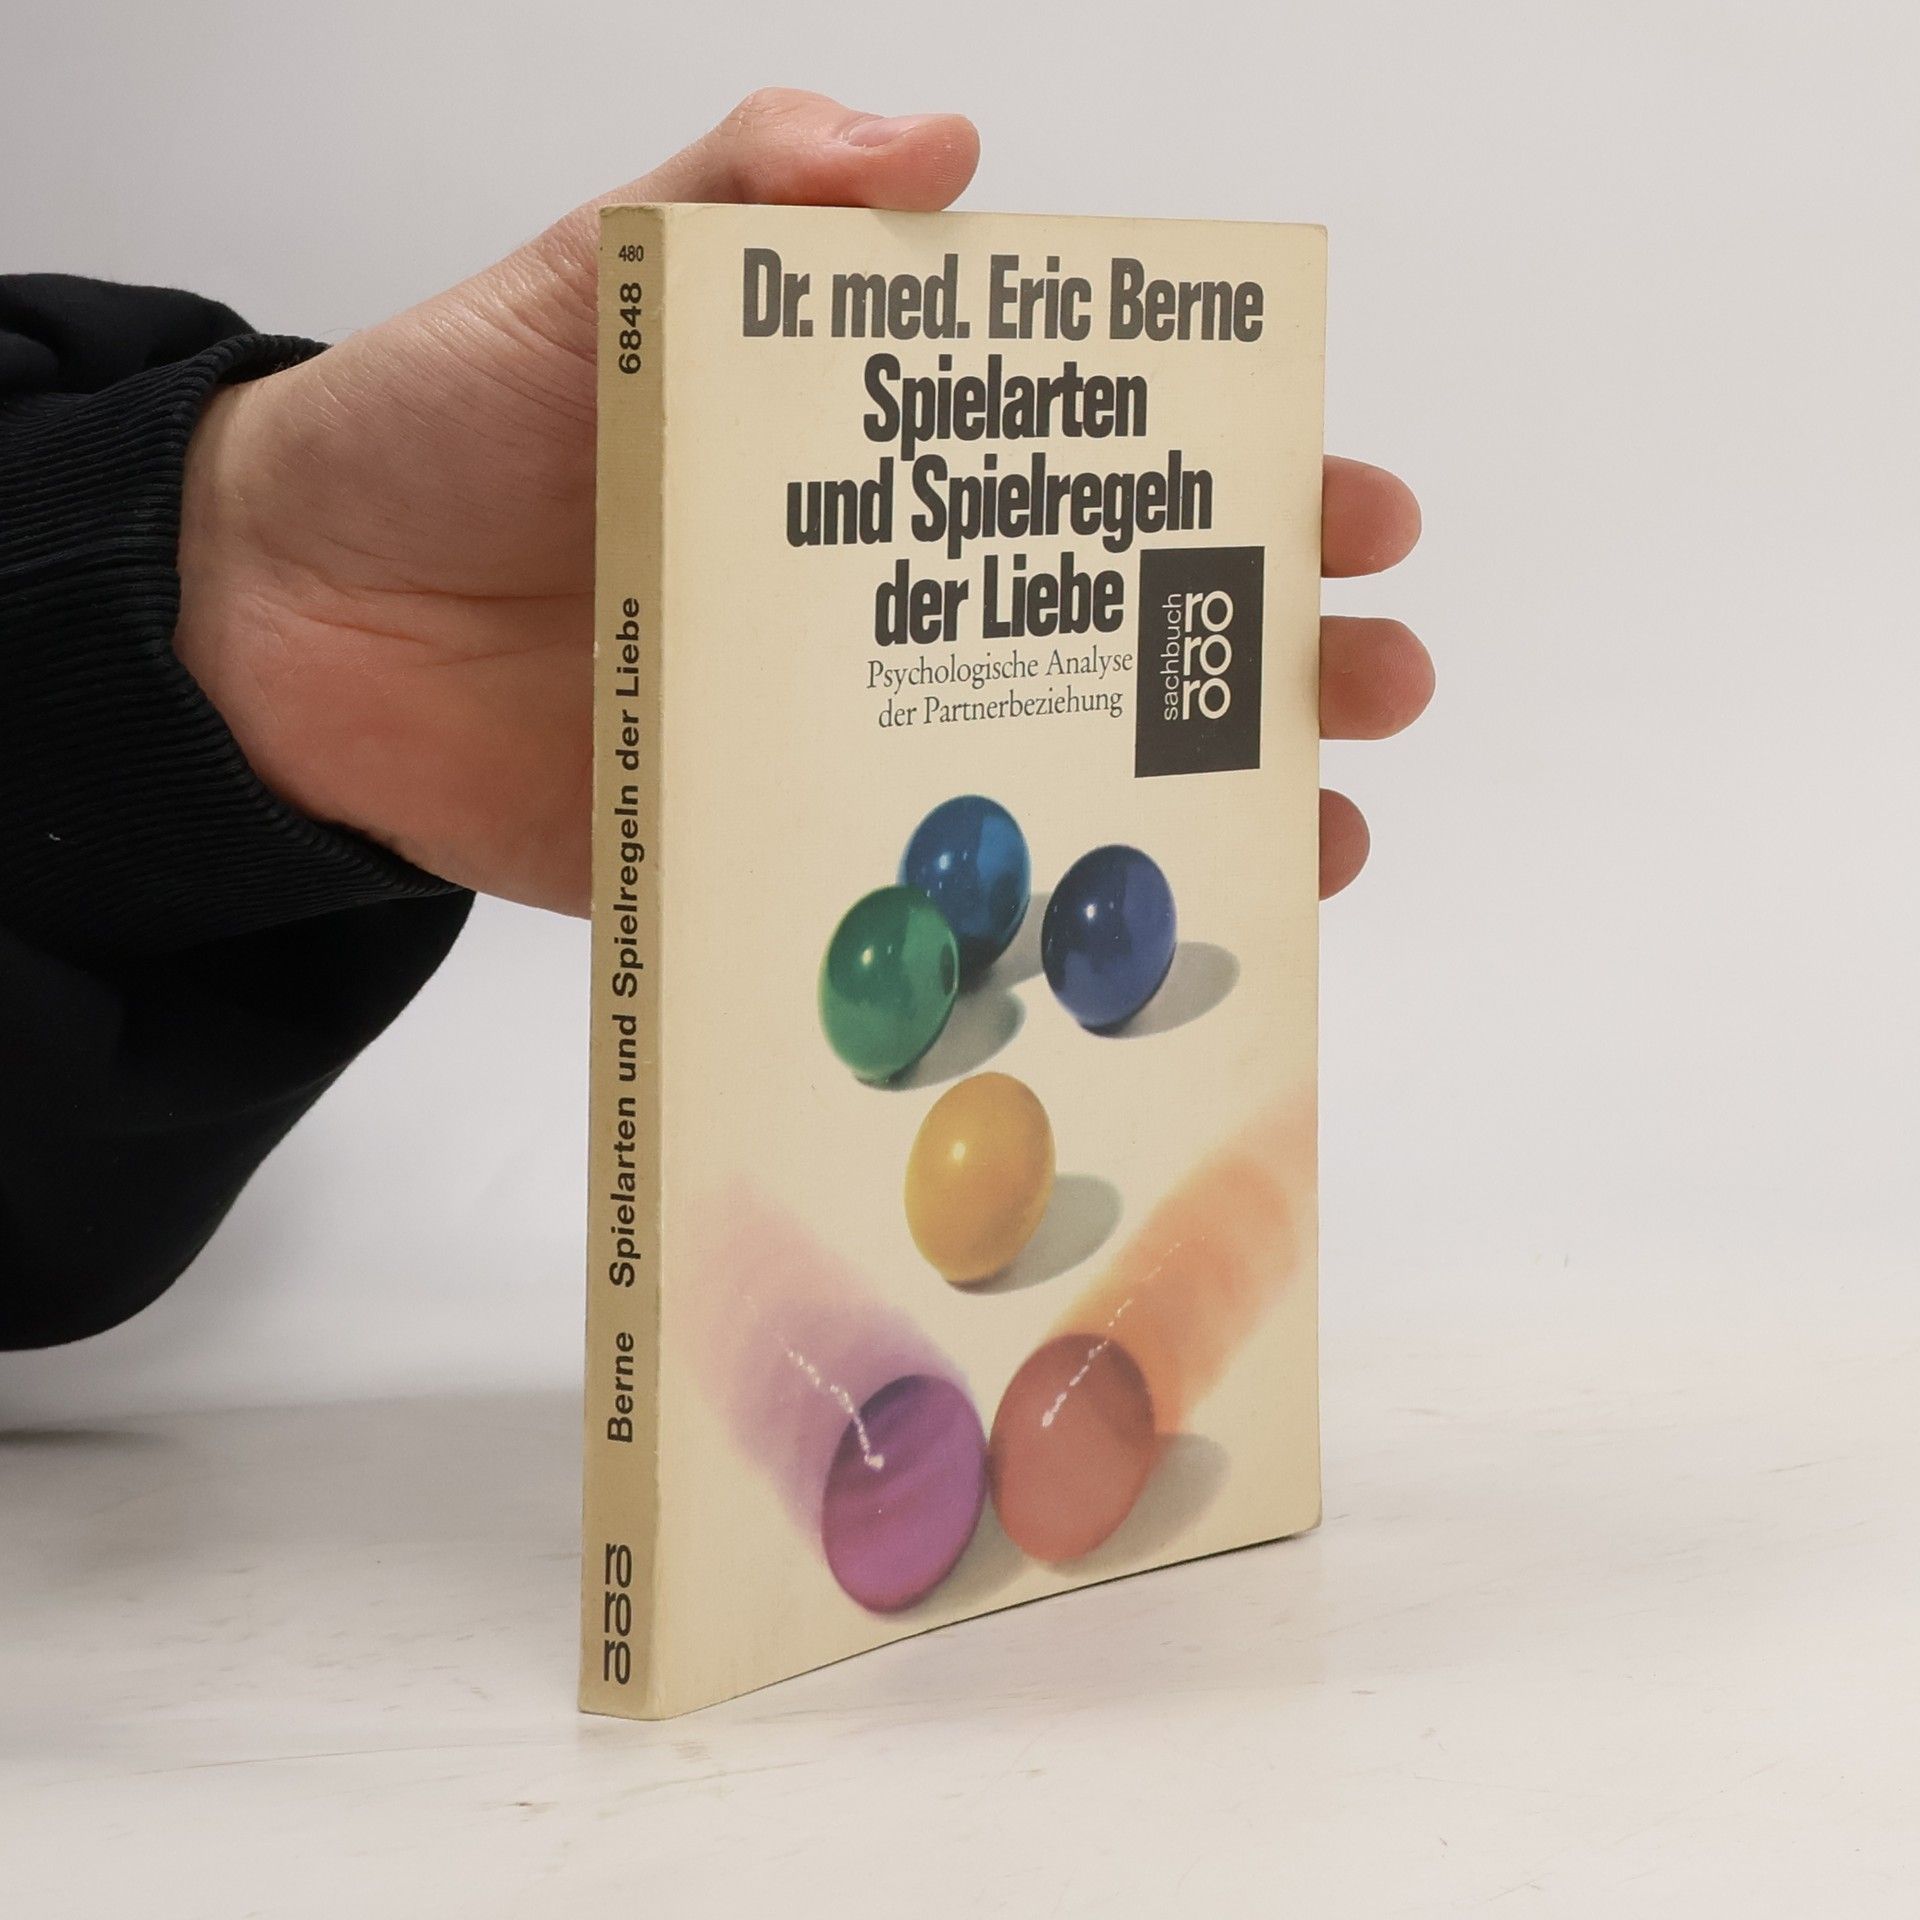 Dr. med. Eric Berne
Spielarten
und Spielregeln
der Liebe
Psychologische Analyse
der Partnerbeziehung
sachbuch
ro
ro
ro
480
6848
Berne Spielarten und Spielregeln der Liebe
ro
ro
ro